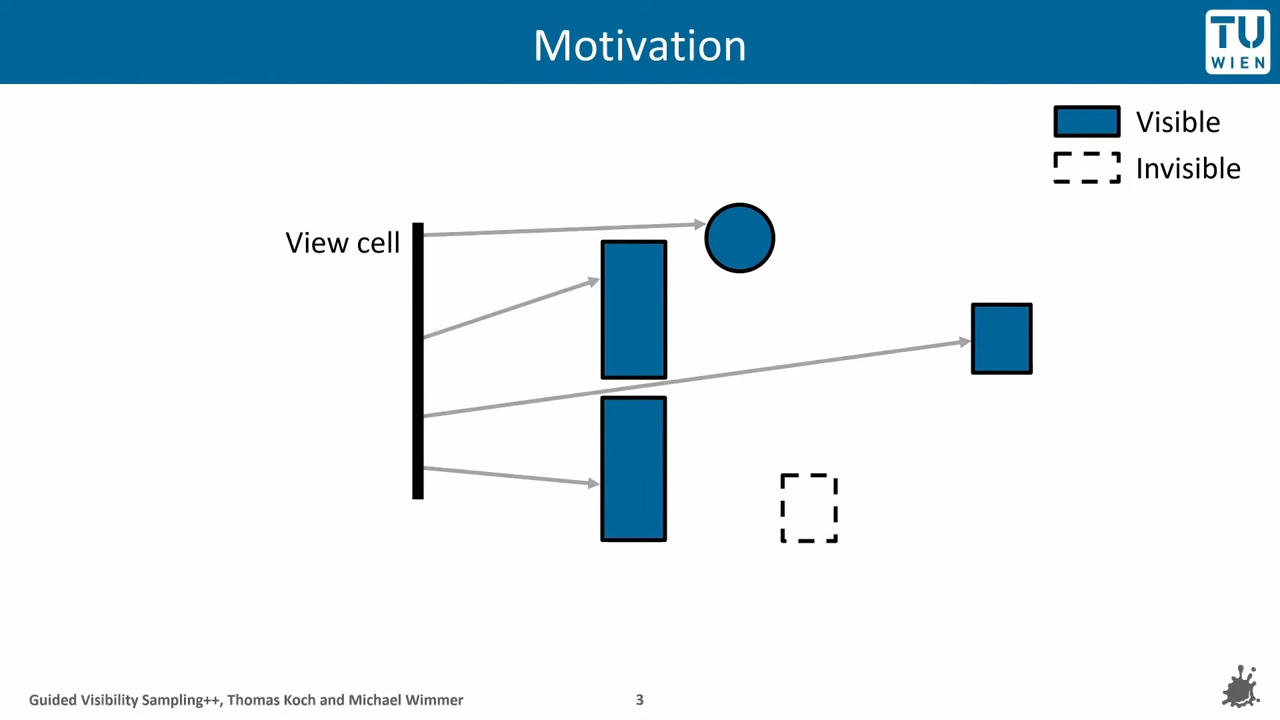 Motivation
TU
WIEN
Visible
Invisible
View cell
Guided Visibility Sampling++, Thomas Koch and Michael Wimmer
3